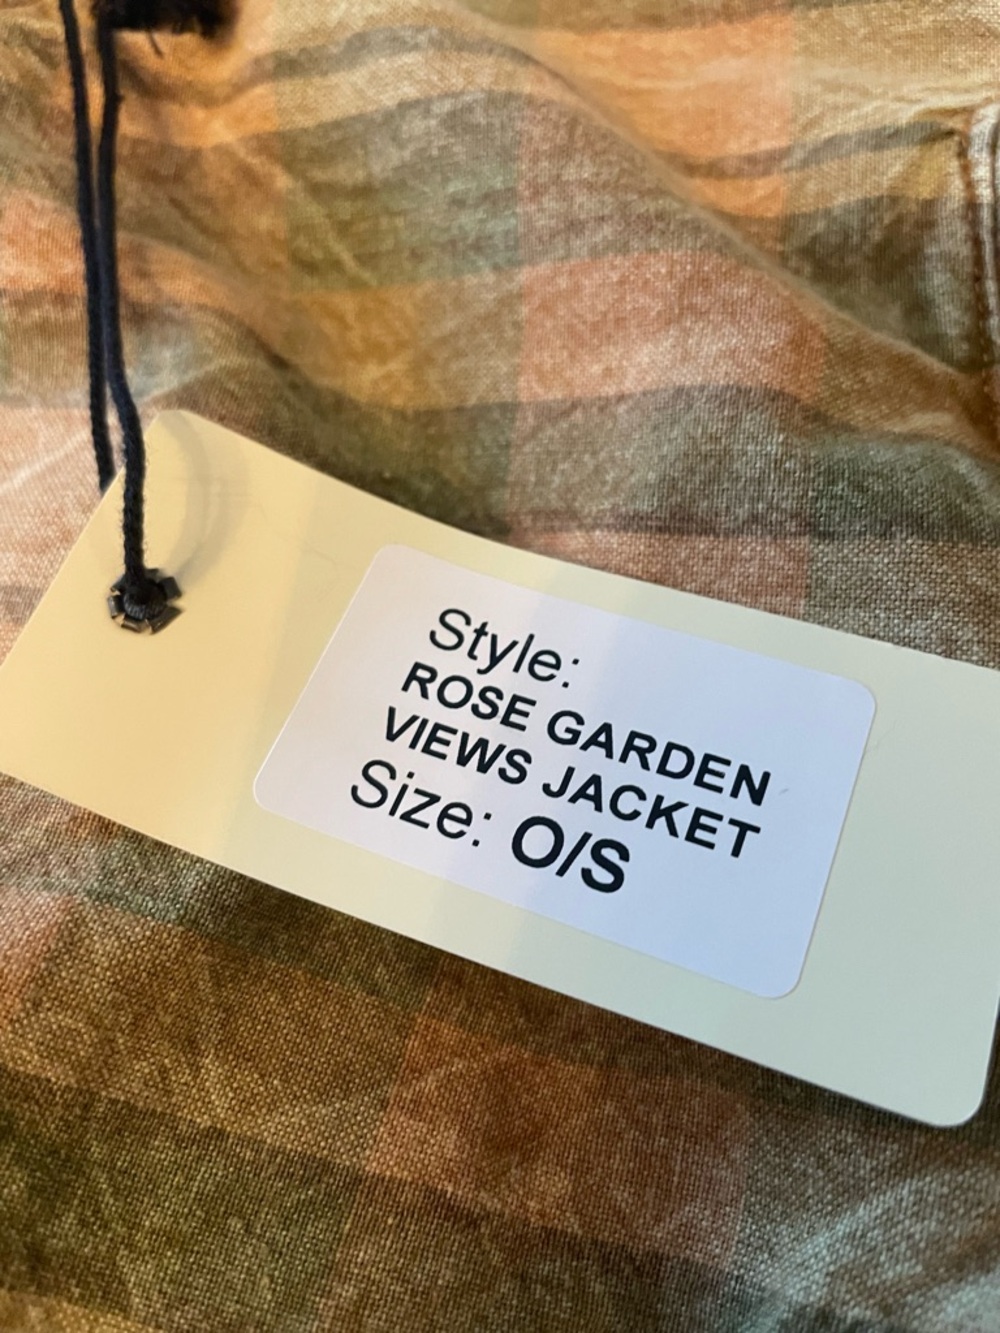 Style:
ROSE GARDEN
VIEWS JACKET
Size: O/S